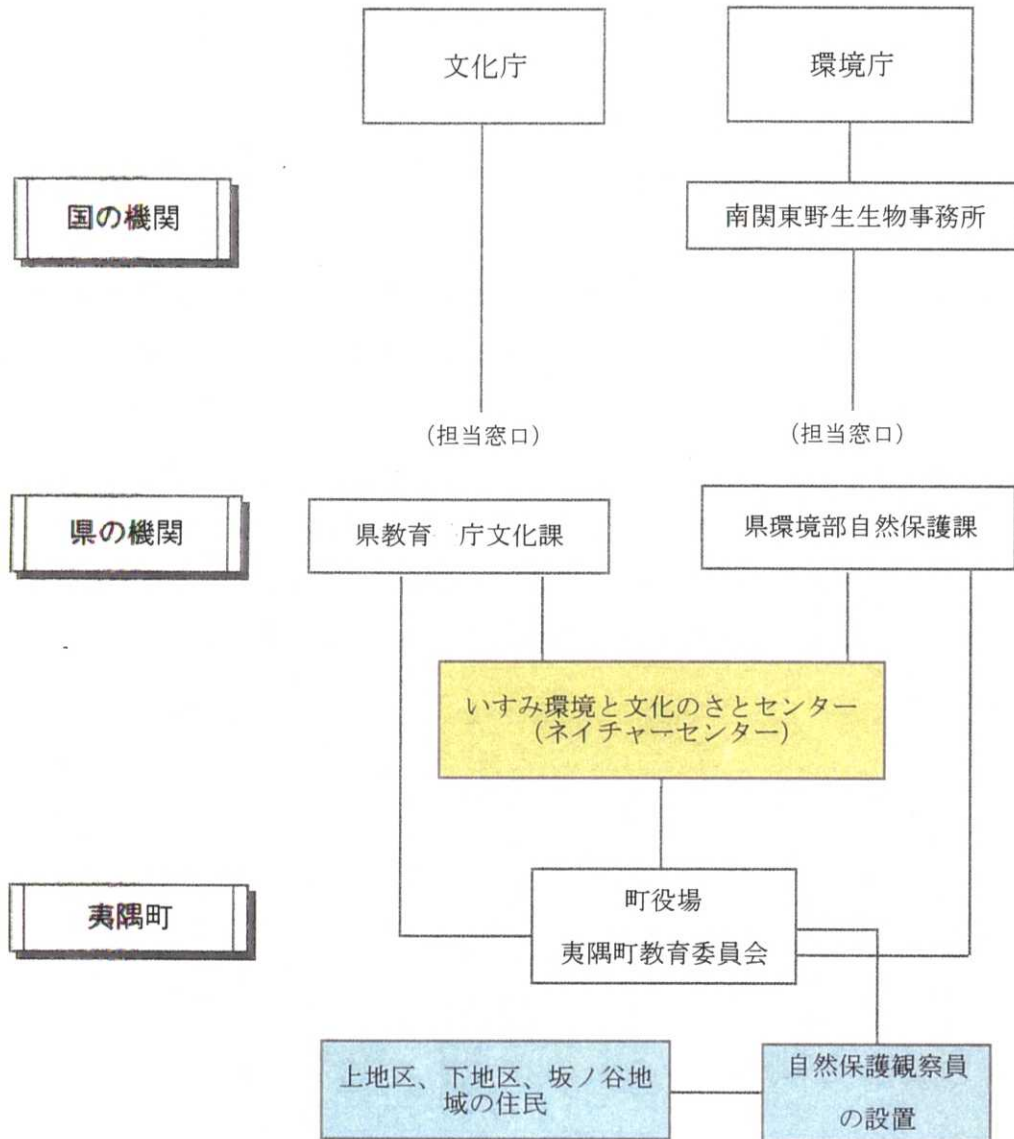 文化庁
環境庁
国の機関
南関東野生生物事務所
(担当窓口)
(担当窓口)
県の機関
県教育 庁文化課
県環境部自然保護課
いすみ環境と文化のさとセンター
(ネイチャーセンター)
夷隅町
町役場
夷隅町教育委員会
上地区、下地区、坂ノ谷地
域の住民
自然保護観察員
の設置